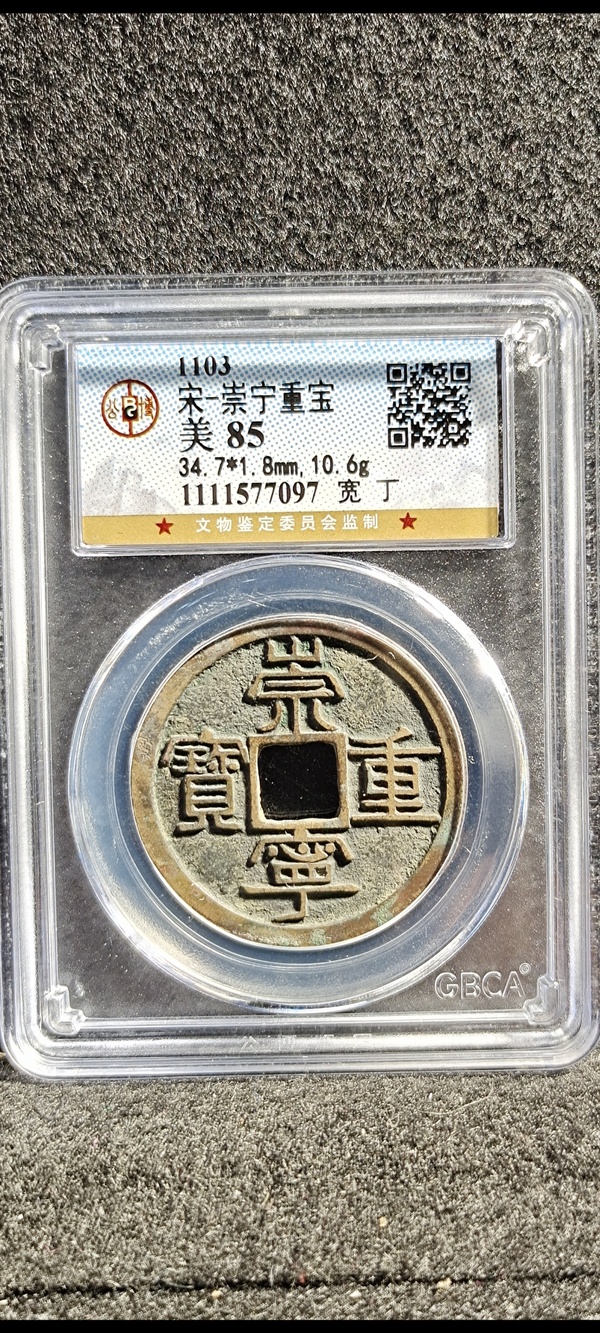 1103
宋-崇宁重宝
美 85
34.7*1.8mm,10.6g
1111577097 宽 丁
★ 文物鉴定委员会监制 ★
崇
寧
重
寶
GBCA®